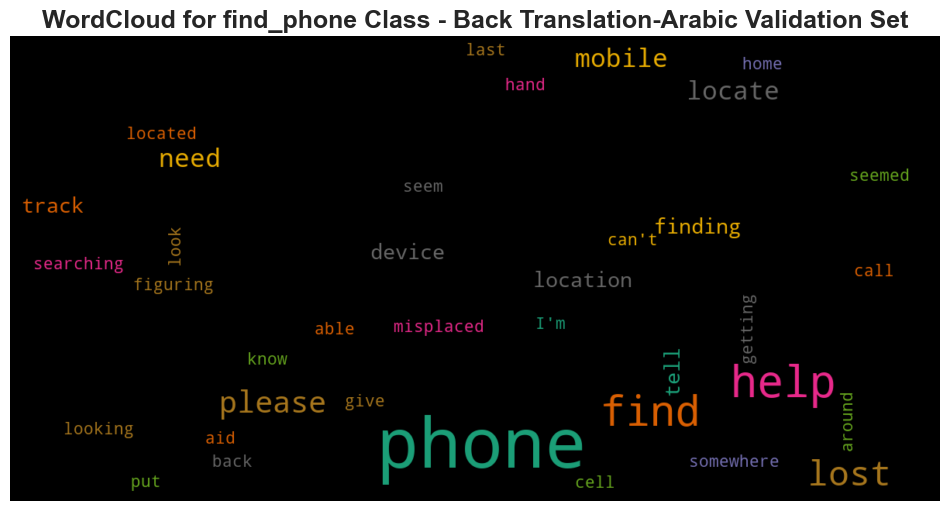 WordCloud for find_phone Class - Back Translation-Arabic Validation Set
last
mobile
home
hand
locate
located
need
seemed
seem
track
finding
look
can't
device
searching
call
location
figuring
I'm
able
misplaced
getting
know
tell
help
please
give
find
around
looking
aid
phone
back
somewhere
lost
put
cell